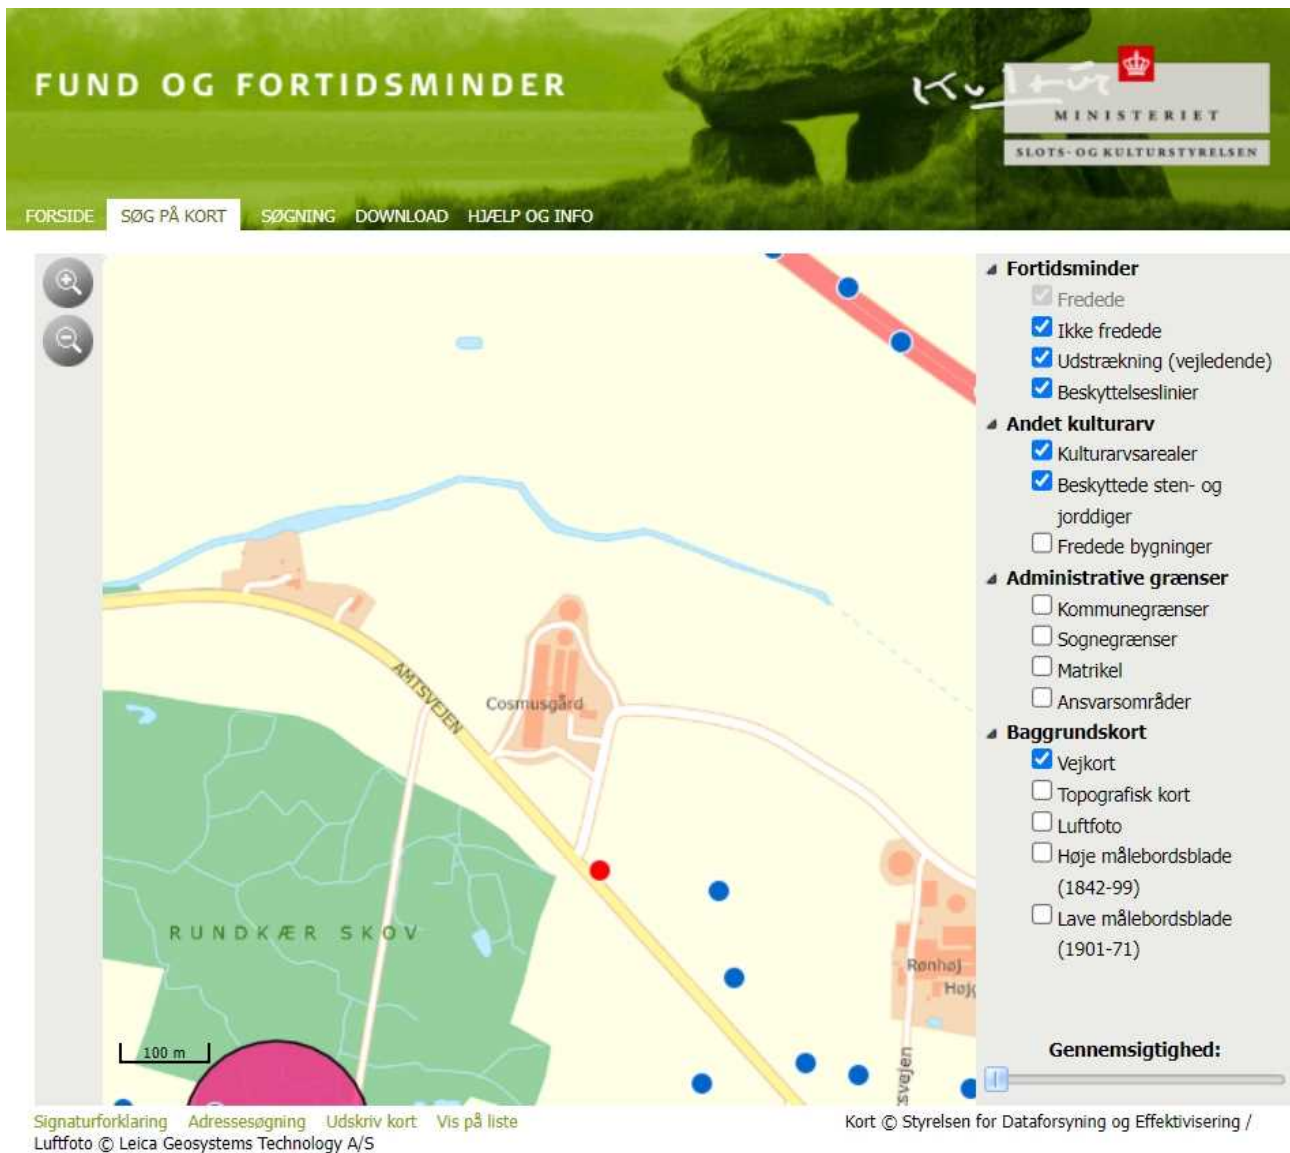 FUND OG FORTIDSMINDER
Kultur
MINISTERIET
SLOTS- OG KULTURSTYRELSEN
FORSIDE SØG PÅ KORT SØGNING DOWNLOAD HJÆLP OG INFO
AMTSVEJEN
Cosmusgård
RUNDKÆR SKOV
Rønhøj
100 m
Fortidsminder
Fredede
Ikke fredede
Udstrækning (vejledende)
Beskyttelseslinier
Andet kulturarv
Kulturarvsarealer
Beskyttede sten- og
jorddiger
Fredede bygninger
Administrative grænser
Kommunegrænser
Sognegrænser
Matrikel
Ansvarsområder
Baggrundskort
Vejkort
Topografisk kort
Luftfoto
Høje målebordsblade
(1842-99)
Lave målebordsblade
(1901-71)
Gennemsigtighed:
Signaturforklaring Adressesøgning Udskriv kort Vis på liste
Kort © Styrelsen for Dataforsyning og Effektivisering /
Luftfoto © Leica Geosystems Technology A/S